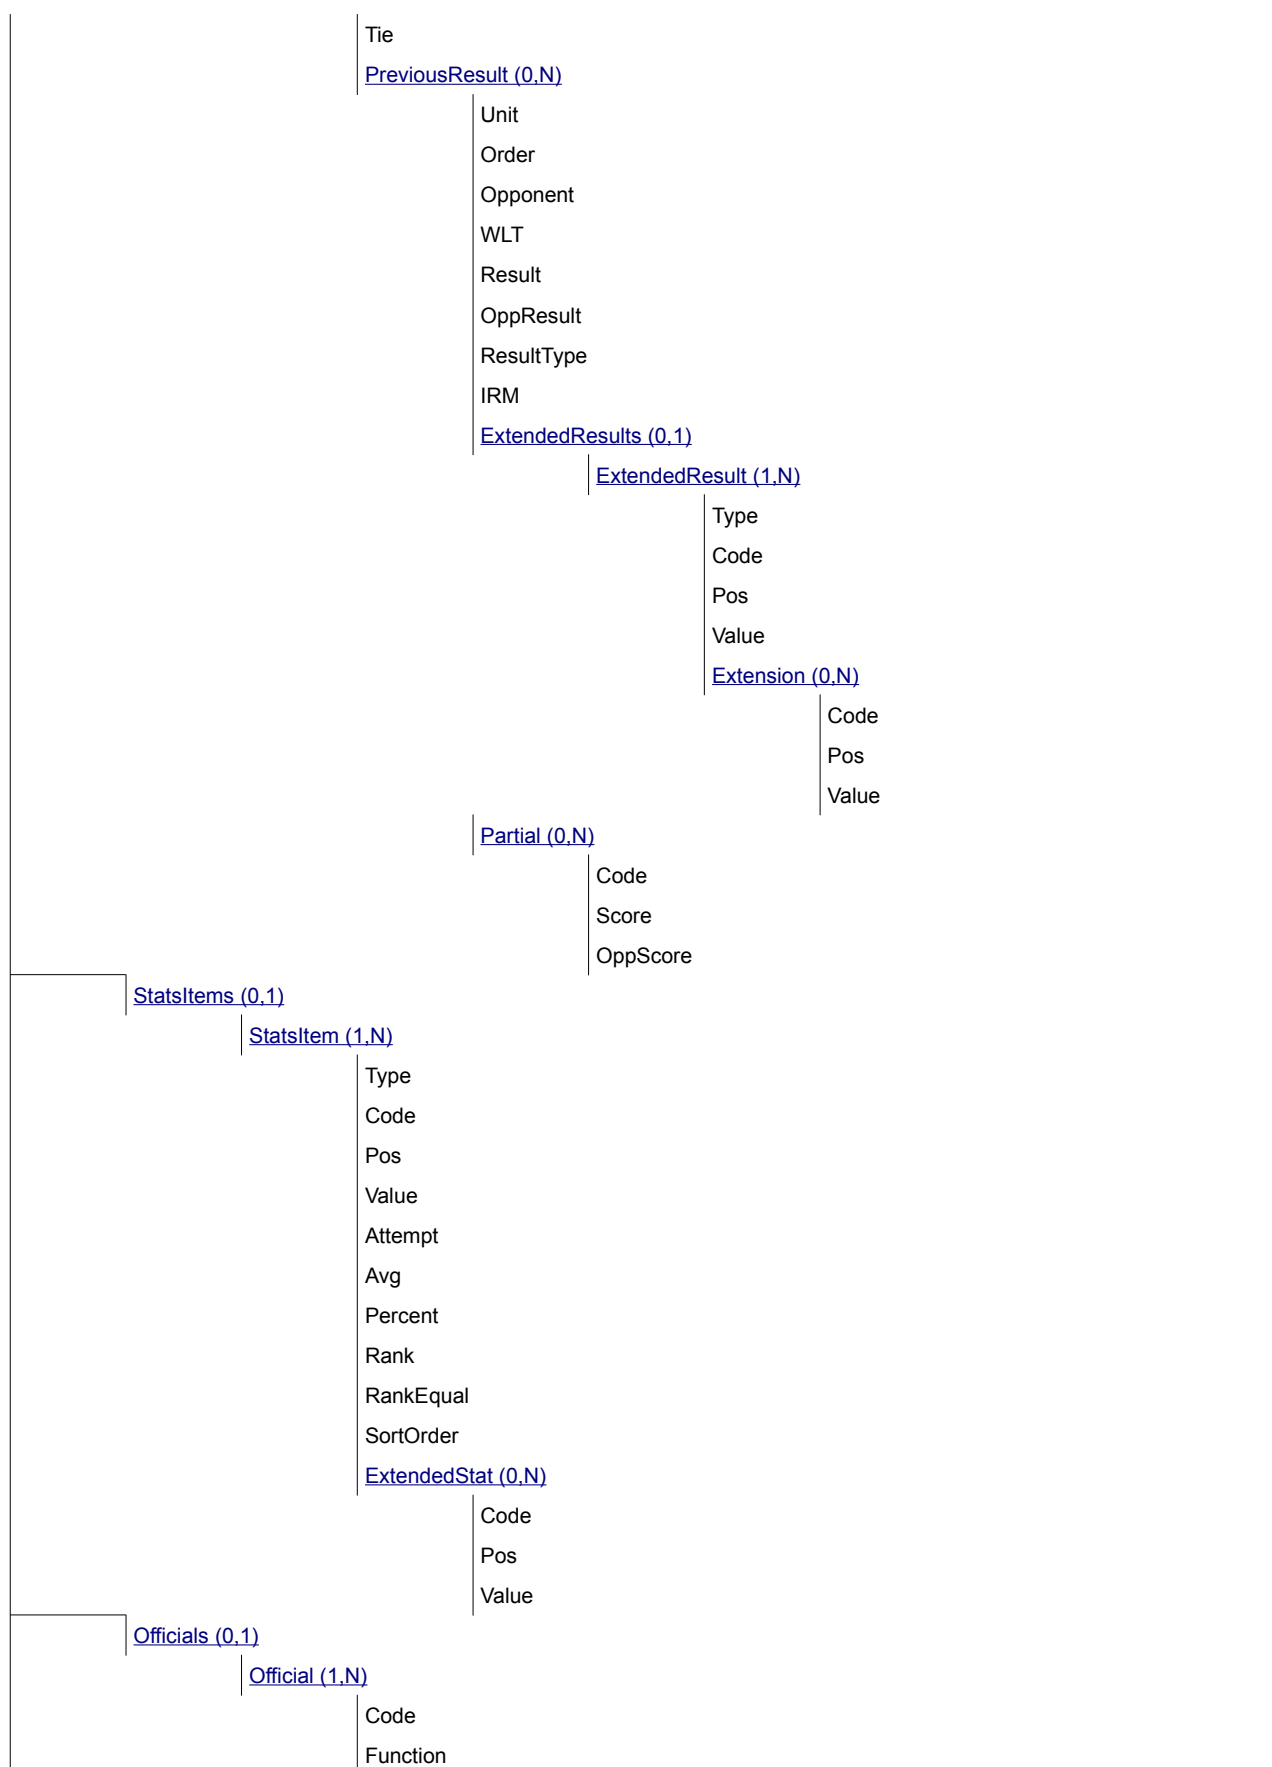 Tie
PreviousResult (0,N)
Unit
Order
Opponent
WLT
Result
OppResult
ResultType
IRM
ExtendedResults (0,1)
ExtendedResult (1,N)
Type
Code
Pos
Value
Extension (0,N)
Code
Pos
Value
Partial (0,N)
Code
Score
OppScore
StatsItems (0,1)
StatsItem (1,N)
Type
Code
Pos
Value
Attempt
Avg
Percent
Rank
RankEqual
SortOrder
ExtendedStat (0,N)
Code
Pos
Value
Officials (0,1)
Official (1,N)
Code
Function